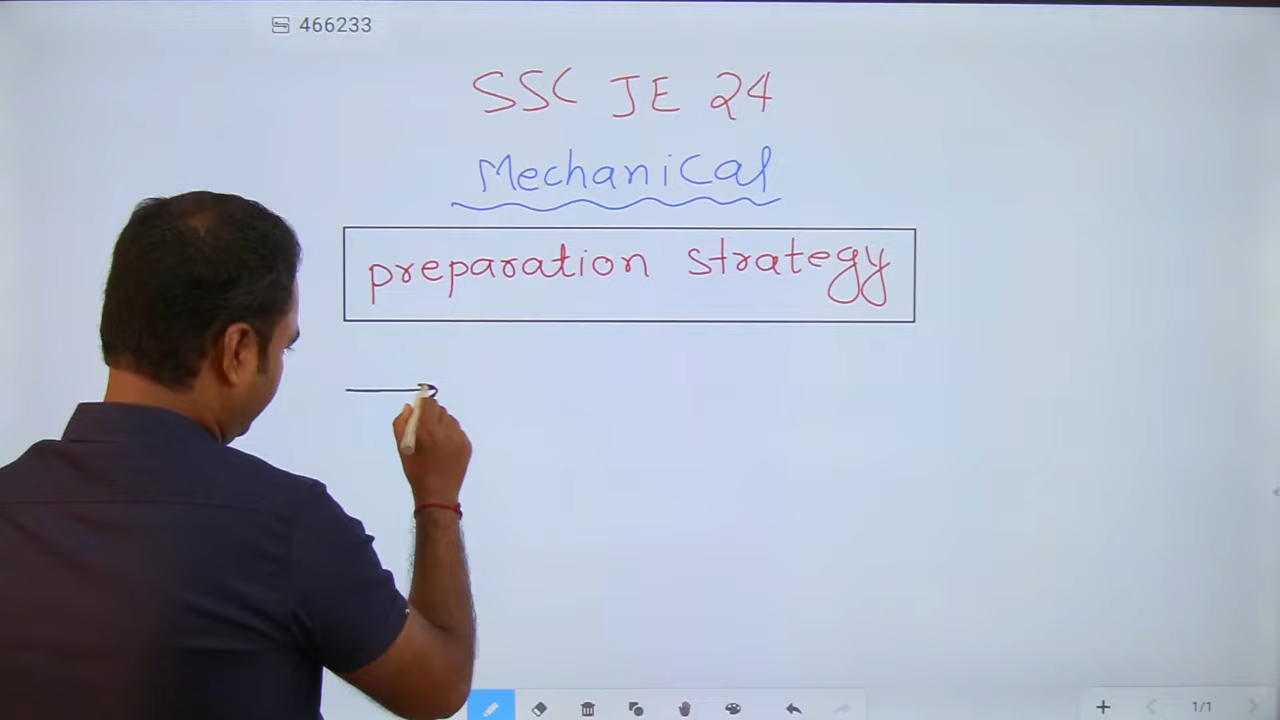 466233
SSC JE 24
Mechanical
preparation strategy
1/1